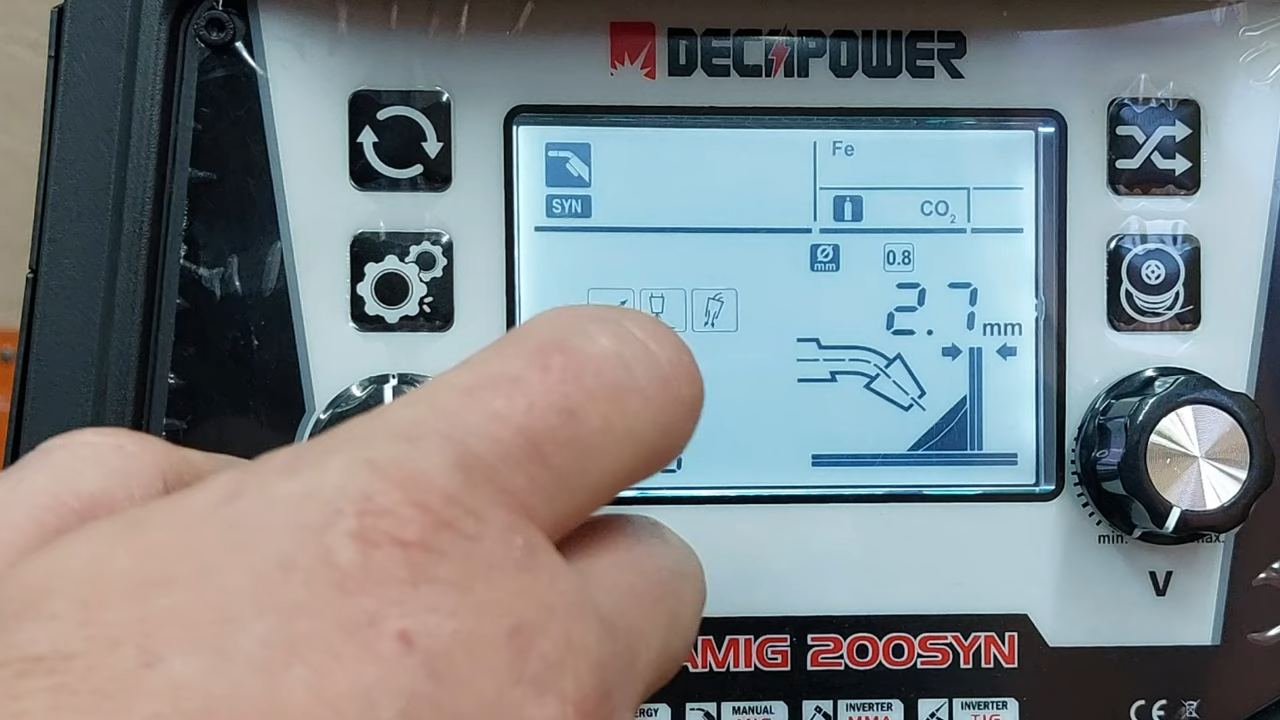 DECAPOWER
Fe
SYN
CO2
Ø mm
0.8
2.7 mm
min.
V
AMIG 200SYN
MANUAL
INVERTER
MMA
INVERTER
TIG
CE